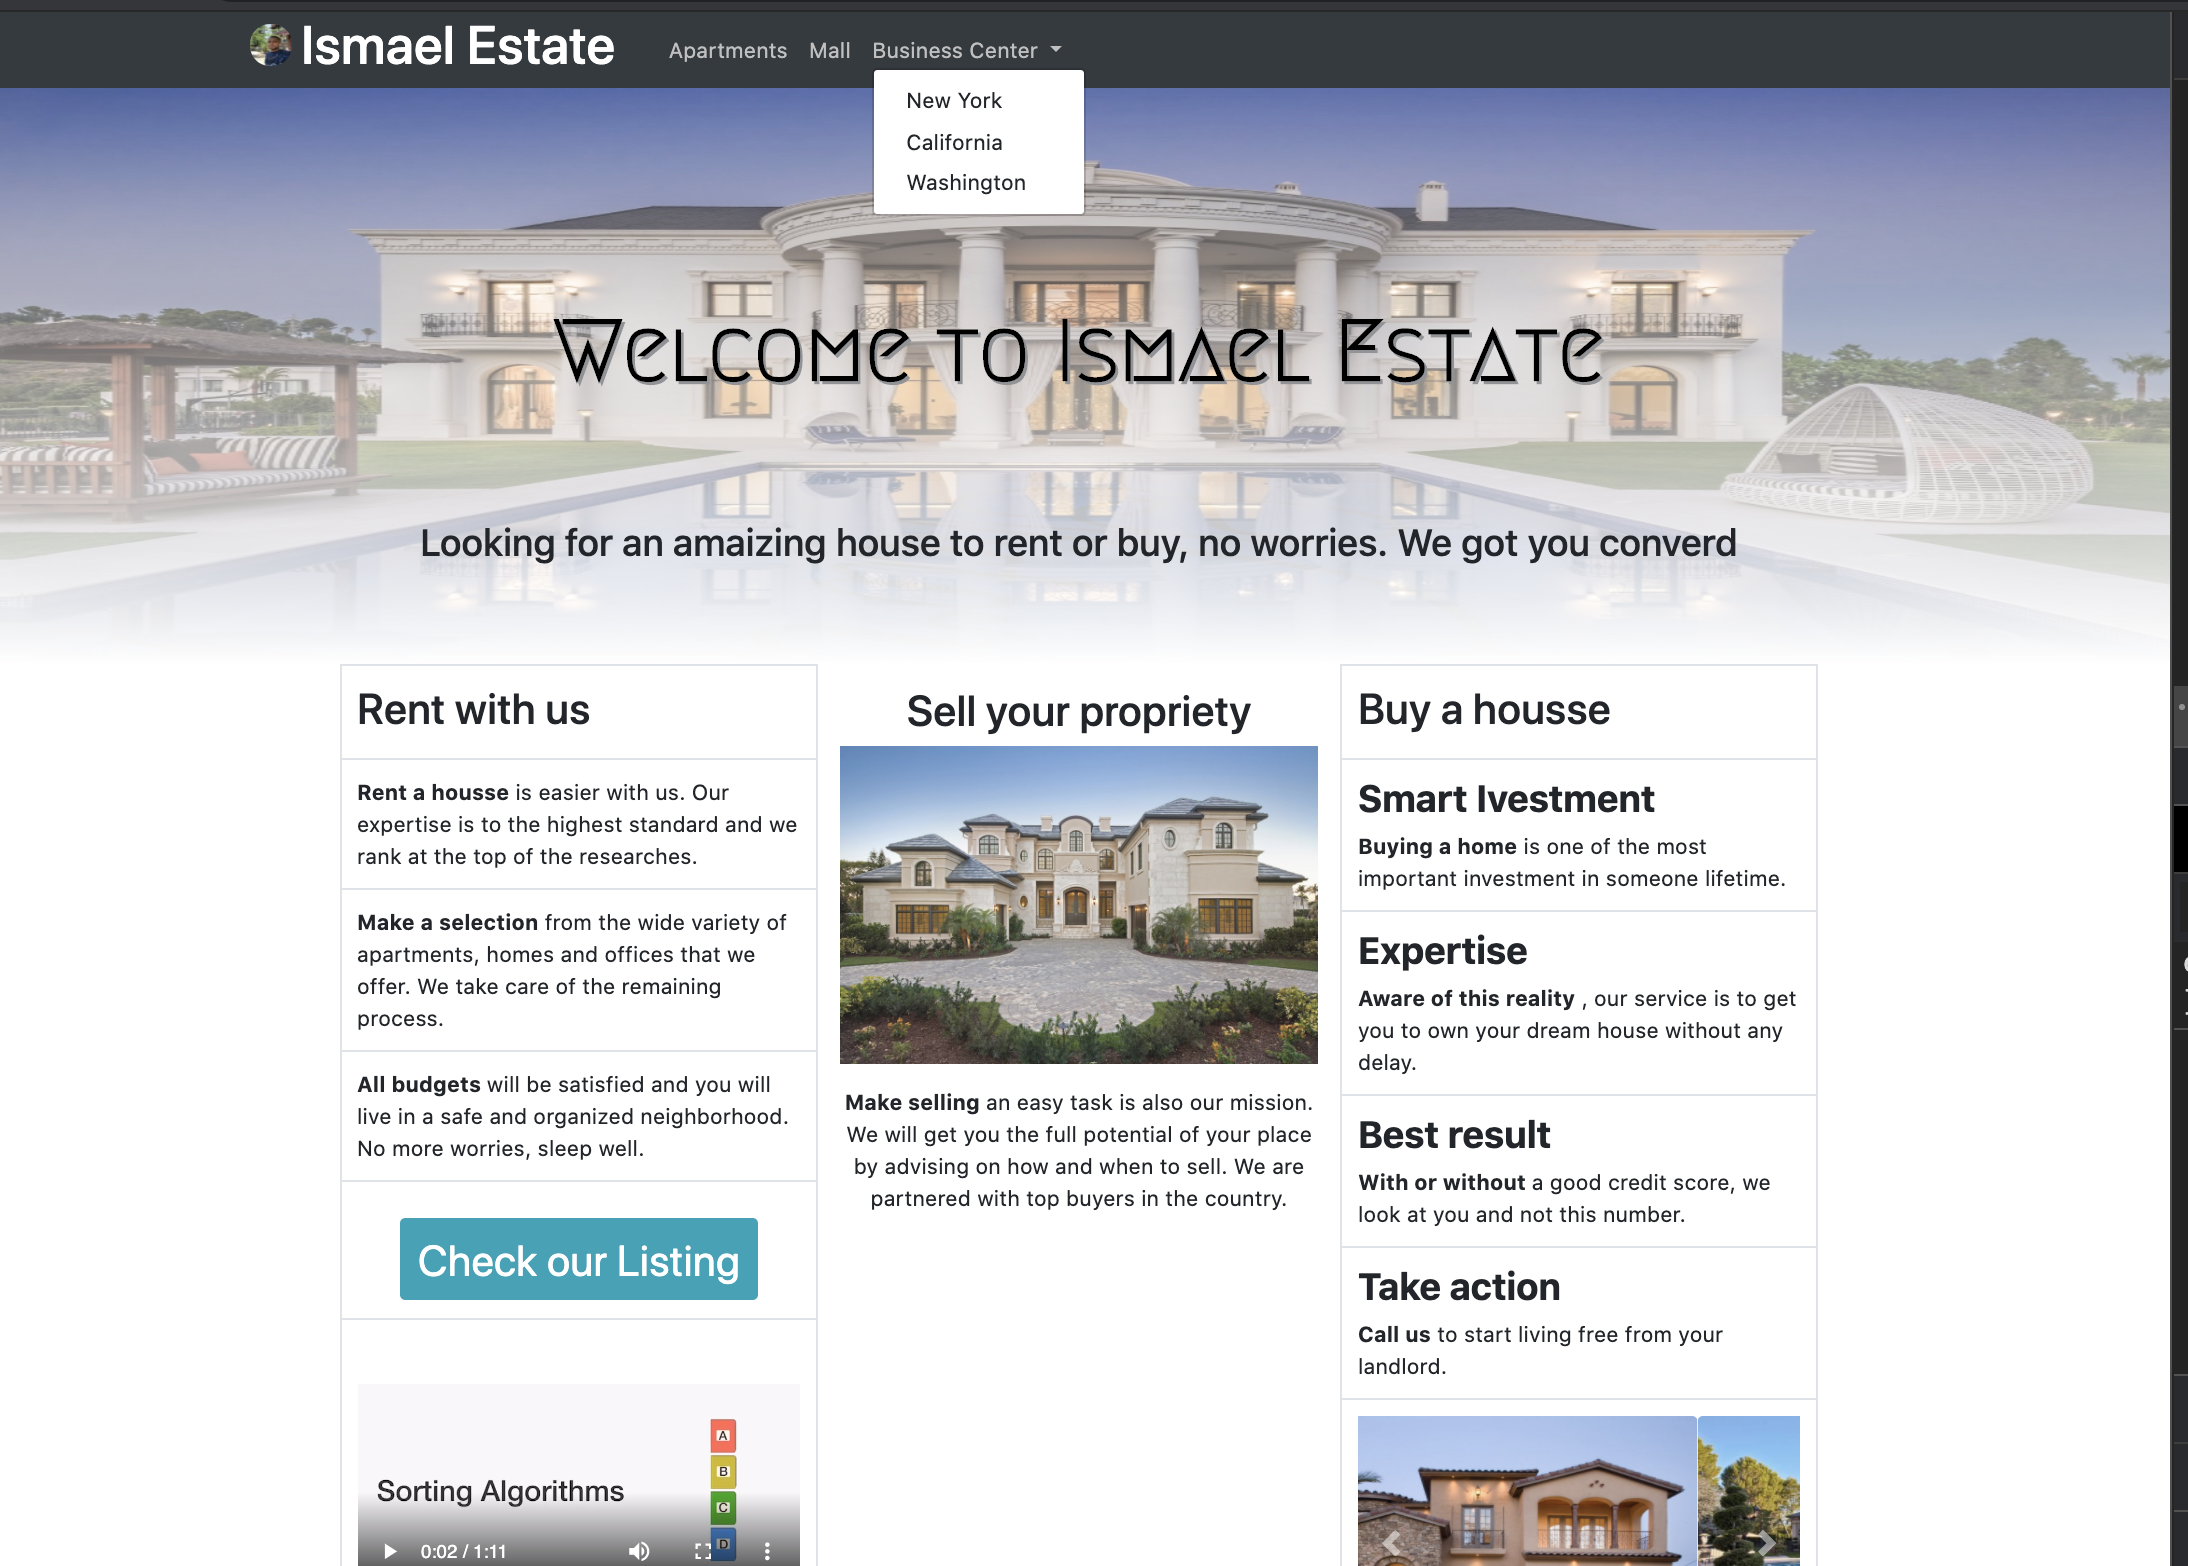 Ismael Estate
Apartments Mall Business Center
New York
California
Washington
Welcome to Ismael Estate
Looking for an amaizing house to rent or buy, no worries. We got you converd
Rent with us
Rent a housse is easier with us. Our
expertise is to the highest standard and we
rank at the top of the researches.
Make a selection from the wide variety of
apartments, homes and offices that we
offer. We take care of the remaining
process.
All budgets will be satisfied and you will
live in a safe and organized neighborhood.
No more worries, sleep well.
Check our Listing
Sorting Algorithms
A
B
C
D
0:02 / 1:11
Sell your propriety
Make selling an easy task is also our mission.
We will get you the full potential of your place
by advising on how and when to sell. We are
partnered with top buyers in the country.
Buy a housse
Smart Ivestment
Buying a home is one of the most
important investment in someone lifetime.
Expertise
Aware of this reality , our service is to get
you to own your dream house without any
delay.
Best result
With or without a good credit score, we
look at you and not this number.
Take action
Call us to start living free from your
landlord.